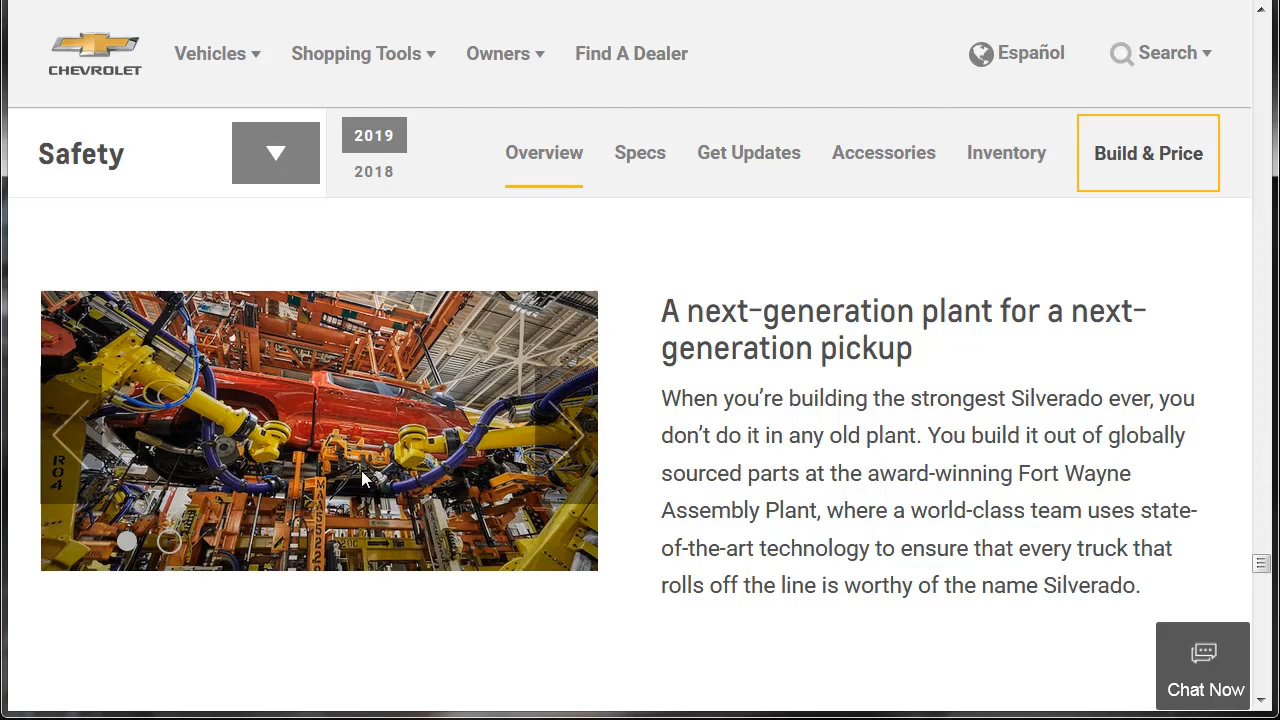 CHEVROLET
Vehicles
Shopping Tools
Owners
Find A Dealer
Español
Search
Safety
2019
2018
Overview
Specs
Get Updates
Accessories
Inventory
Build & Price
R04
A next-generation plant for a next-
generation pickup
When you’re building the strongest Silverado ever, you
don’t do it in any old plant. You build it out of globally
sourced parts at the award-winning Fort Wayne
Assembly Plant, where a world-class team uses state-
of-the-art technology to ensure that every truck that
rolls off the line is worthy of the name Silverado.
Chat Now